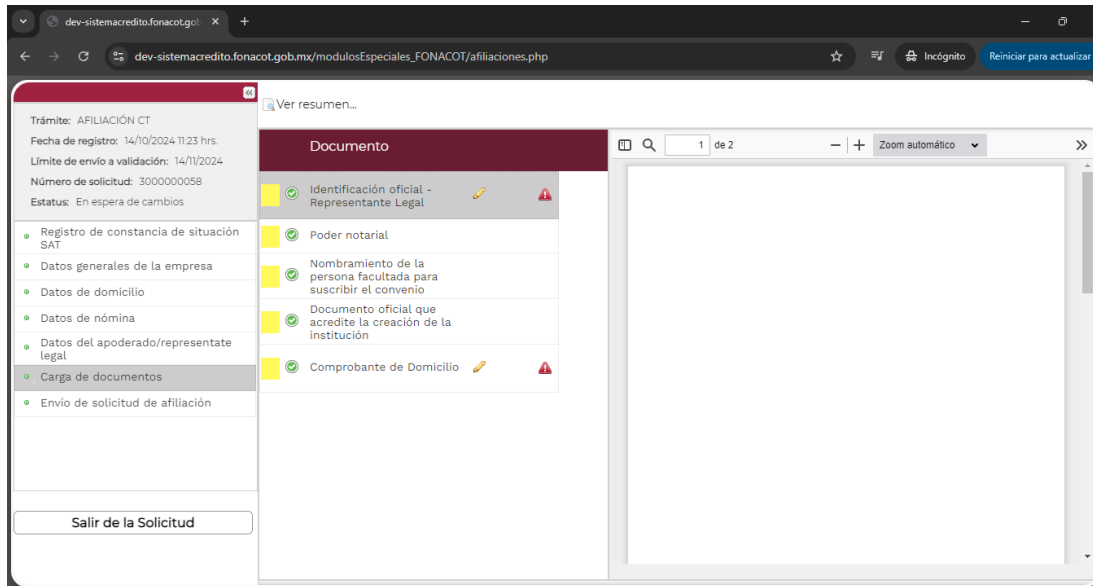 dev-sistemacredito.fonacot.gob
dev-sistemacredito.fonacot.gob.mx/modulosEspeciales_FONACOT/afiliaciones.php
Incógnito
Reiniciar para actualizar
Trámite: AFILIACIÓN CT
Fecha de registro: 14/10/2024 11:23 hrs.
Límite de envío a validación: 14/11/2024
Número de solicitud: 3000000058
Estatus: En espera de cambios
Registro de constancia de situación
SAT
Datos generales de la empresa
Datos de domicilio
Datos de nómina
Datos del apoderado/representate
legal
Carga de documentos
Envío de solicitud de afiliación
Salir de la Solicitud
Ver resumen...
Documento
Identificación oficial -
Representante Legal
Poder notarial
Nombramiento de la
persona facultada para
suscribir el convenio
Documento oficial que
acredite la creación de la
institución
Comprobante de Domicilio
1 de 2
Zoom automático